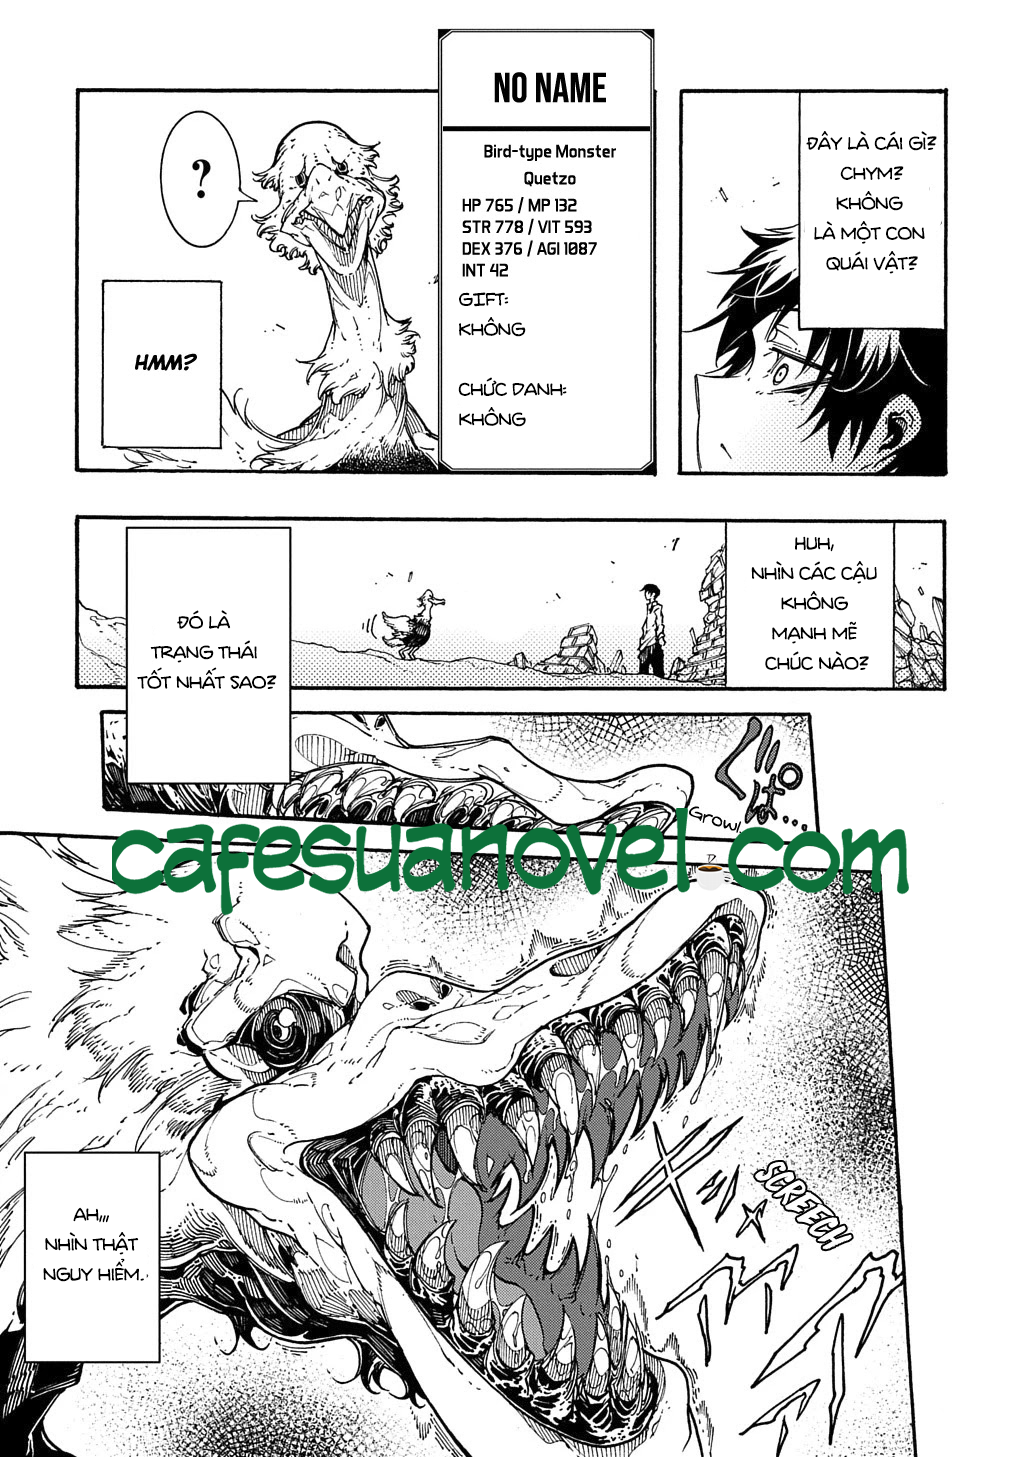 ĐÂY LÀ CÁI GÌ?
CHYM?
KHÔNG
LÀ MỘT CON
QUÁI VẬT?
NO NAME
Bird-type Monster
Quetzo
HP 765 / MP 132
STR 778 / VIT 593
DEX 376 / AGI 1087
INT 42
GIFT:
KHÔNG
CHỨC DANH:
KHÔNG
?
HMM?
HUH,
NHÌN CÁC CẬU
KHÔNG
MẠNH MẼ
CHÚC NÀO?
ĐÓ LÀ
TRẠNG THÁI
TỐT NHẤT SAO?
ぐぱ...
Growl..
cafesuanovel.com
SCREECH
AH,,,
NHÌN THẬT
NGUY HIỂM.